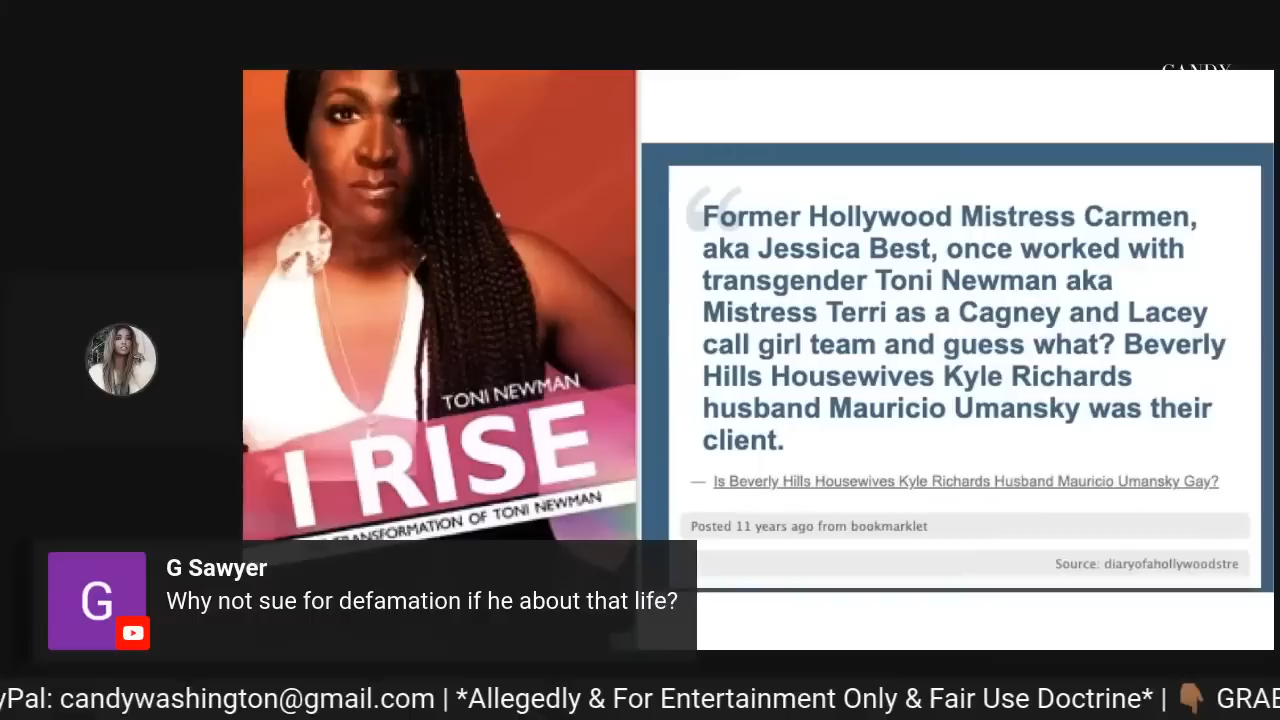 CANDY
TONI NEWMAN
I RISE
TRANSFORMATION OF TONI NEWMAN
“
Former Hollywood Mistress Carmen,
aka Jessica Best, once worked with
transgender Toni Newman aka
Mistress Terri as a Cagney and Lacey
call girl team and guess what? Beverly
Hills Housewives Kyle Richards
husband Mauricio Umansky was their
client.
— Is Beverly Hills Housewives Kyle Richards Husband Mauricio Umansky Gay?
Posted 11 years ago from bookmarklet
Source: diaryofahollywoodstre
G
G Sawyer
Why not sue for defamation if he about that life?
yPal: candywashington@gmail.com | *Allegedly & For Entertainment Only & Fair Use Doctrine* | 👇🏾 GRAB